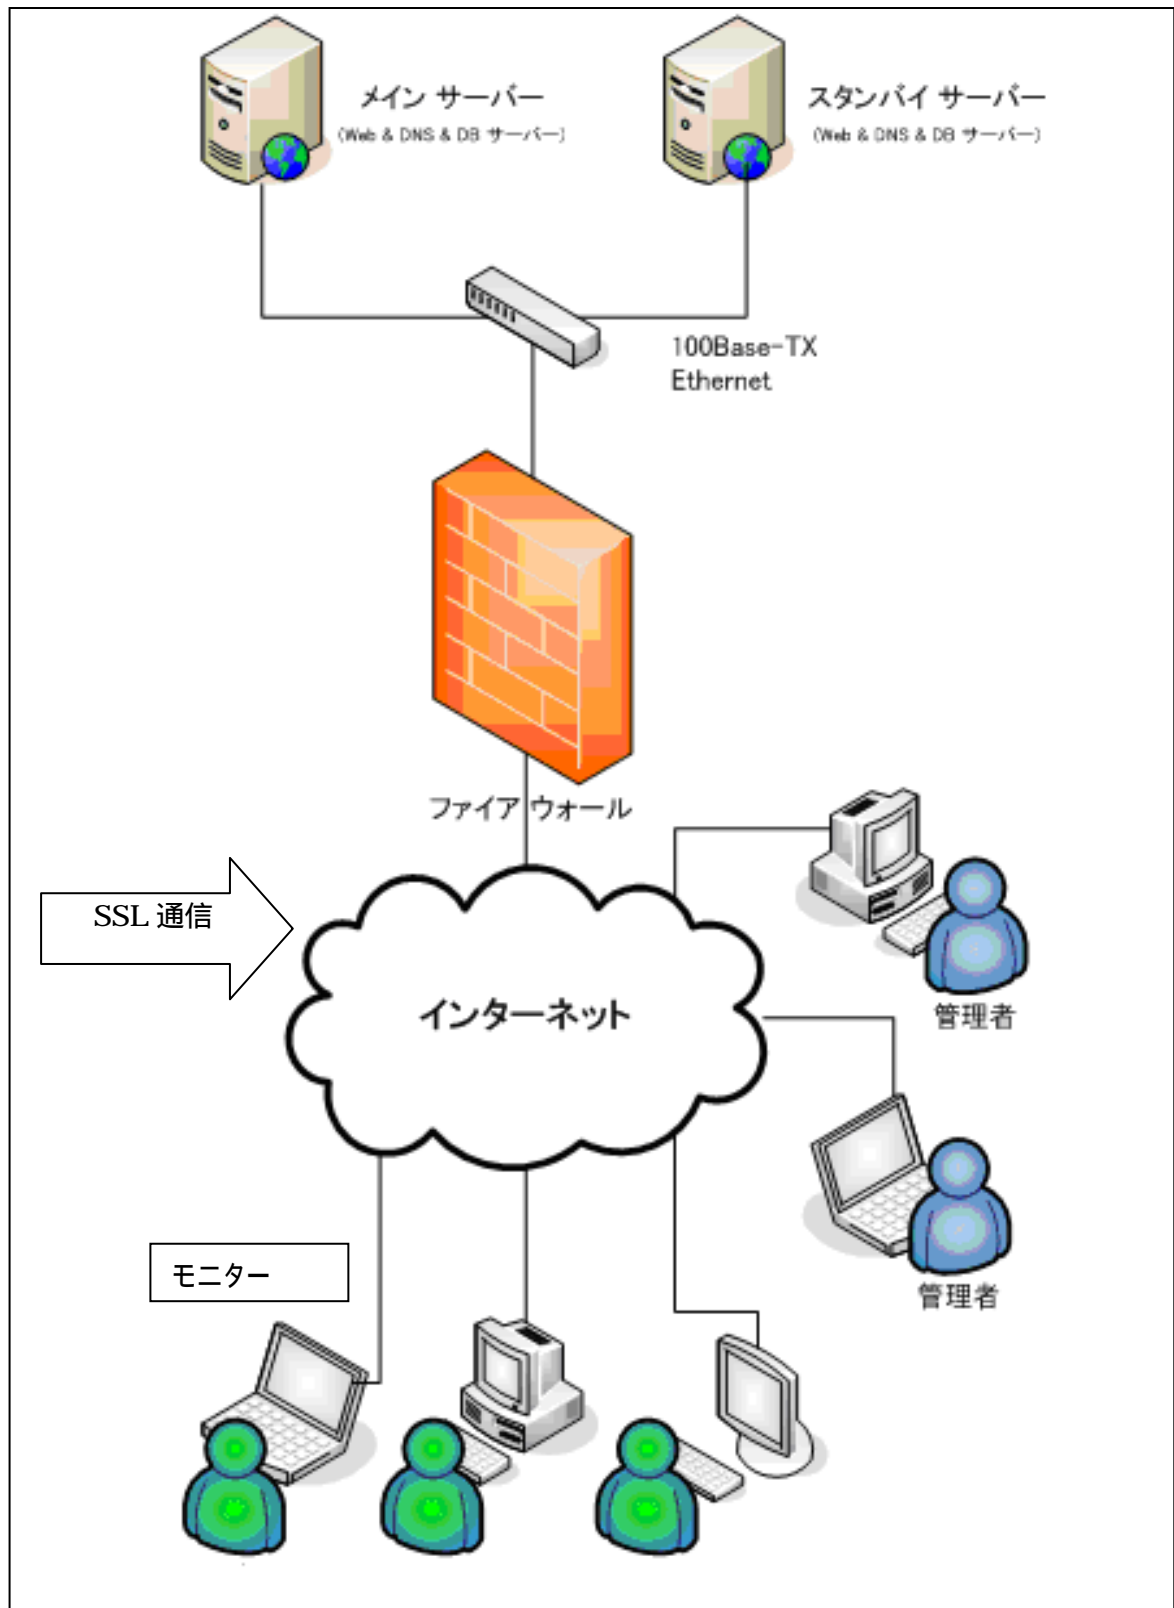 メイン サーバー
(Web & DNS & DB サーバー)
スタンバイ サーバー
(Web & DNS & DB サーバー)
100Base-TX
Ethernet
ファイア ウォール
SSL 通信
インターネット
管理者
管理者
モニター